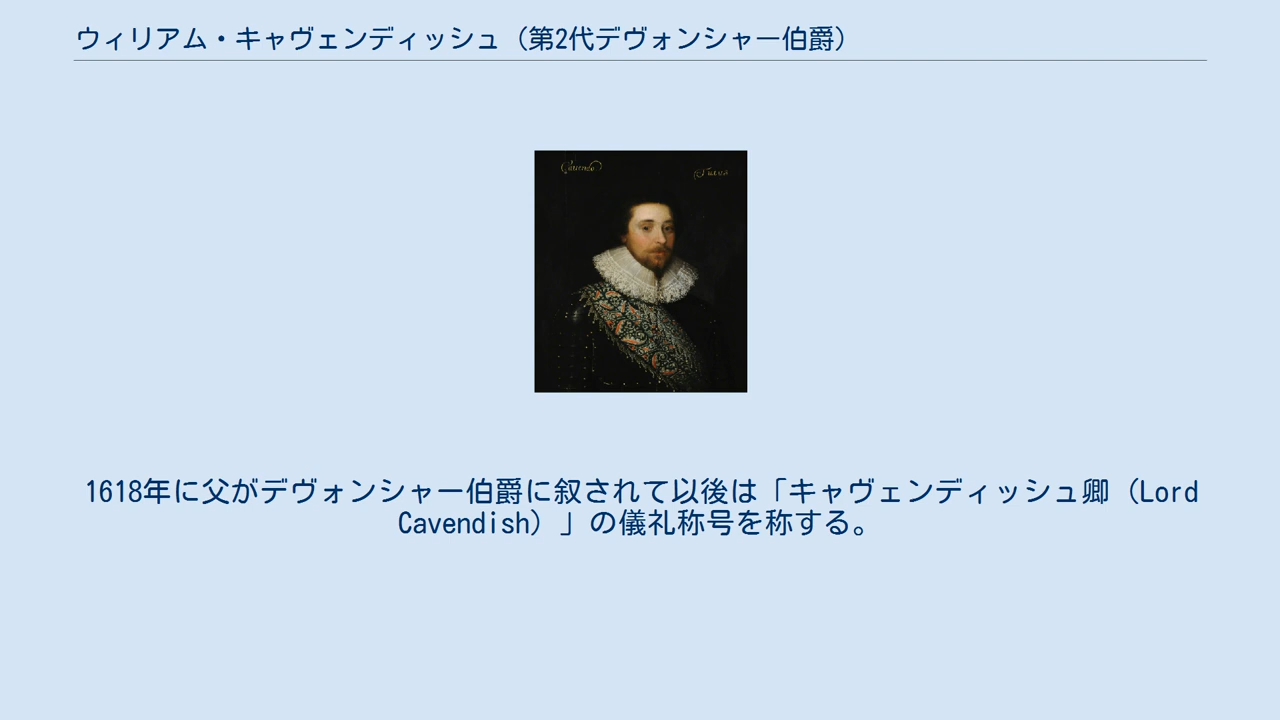 ウィリアム・キャヴェンディッシュ（第2代デヴォンシャー伯爵）
1618年に父がデヴォンシャー伯爵に叙されて以後は「キャヴェンディッシュ卿（Lord
Cavendish）」の儀礼称号を称する。